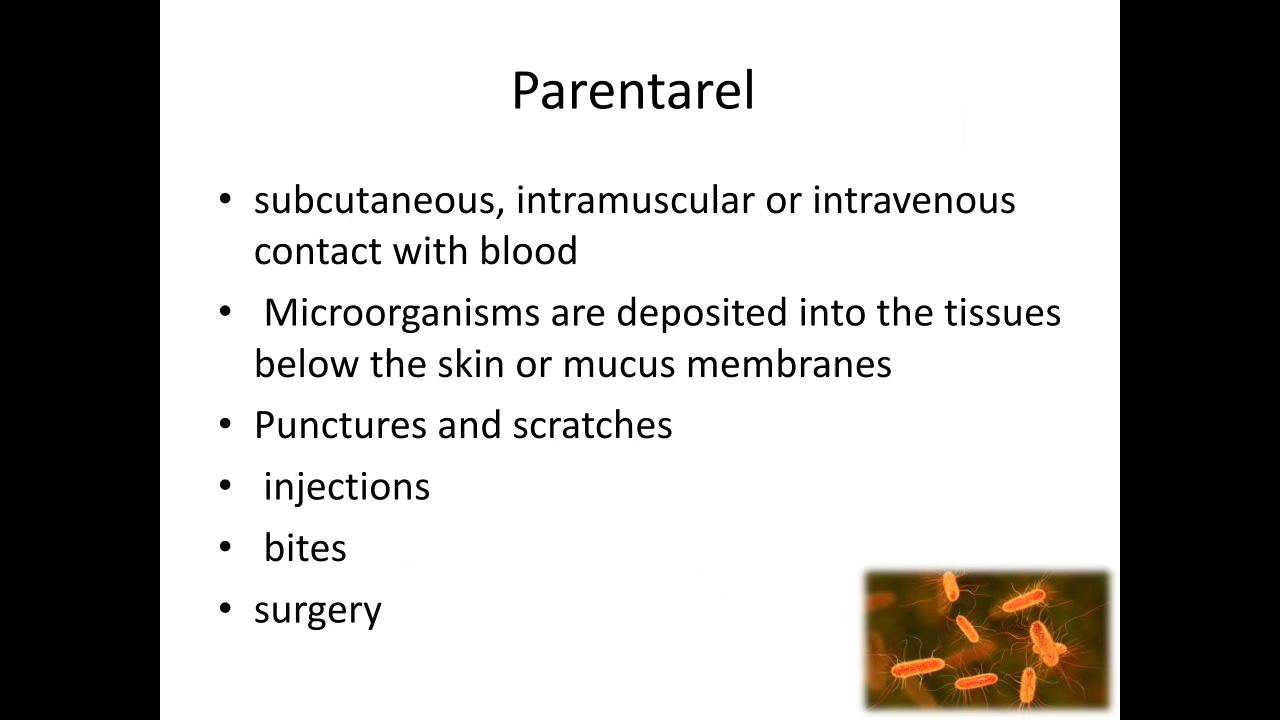 Parentarel
• subcutaneous, intramuscular or intravenous
contact with blood
• Microorganisms are deposited into the tissues
below the skin or mucus membranes
• Punctures and scratches
• injections
• bites
• surgery